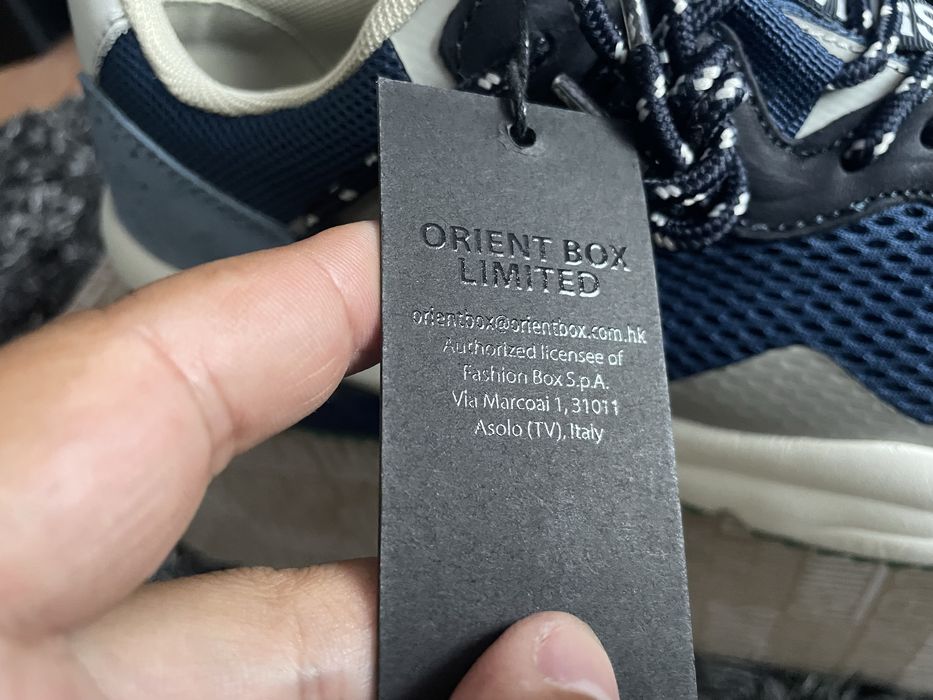 ORIENT BOX
LIMITED
orientbox@orientbox.com.hk
Authorized licensee of
Fashion Box S.p.A.
Via Marcoai 1, 31011
Asolo (TV), Italy